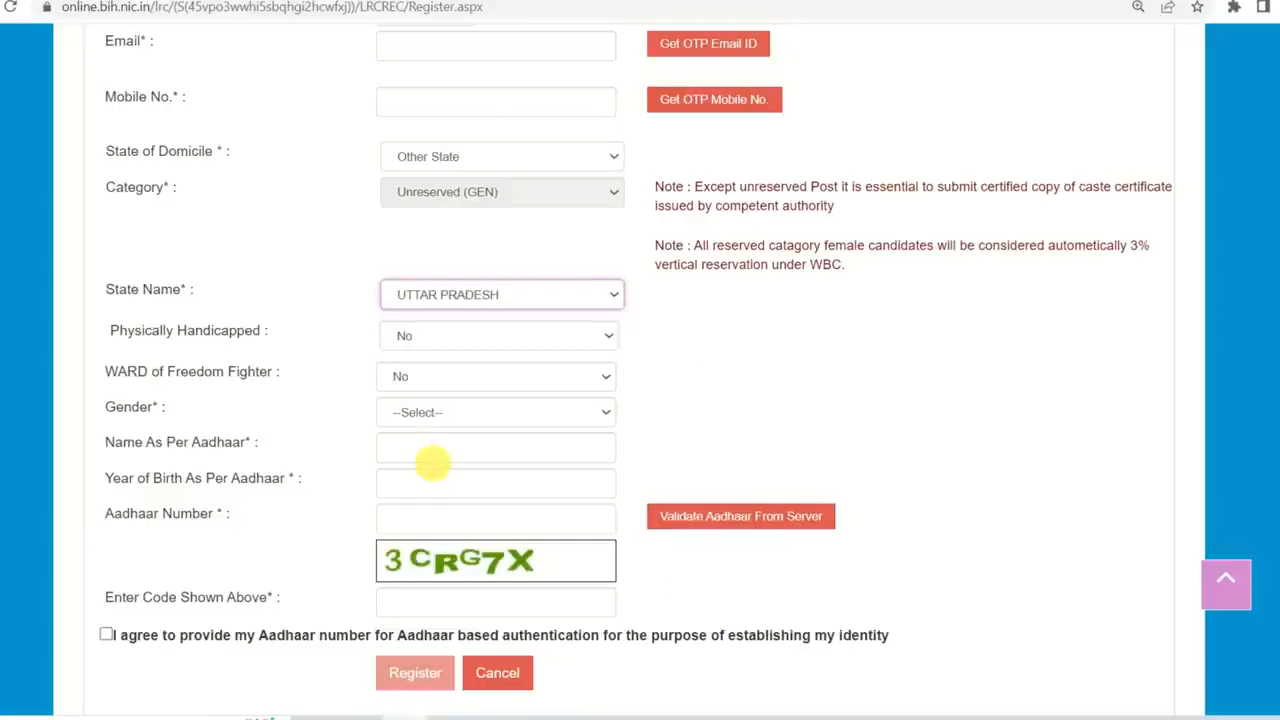 online.bih.nic.in/lrc/(S(45vpo3wwhi5sbqhgi2hcwfxj))/LRCREC/Register.aspx
Email* :
Get OTP Email ID
Mobile No.* :
Get OTP Mobile No.
State of Domicile * :
Other State
Category* :
Unreserved (GEN)
Note : Except unreserved Post it is essential to submit certified copy of caste certificate
issued by competent authority
Note : All reserved catagory female candidates will be considered autometically 3%
vertical reservation under WBC.
State Name* :
UTTAR PRADESH
Physically Handicapped :
No
WARD of Freedom Fighter :
No
Gender* :
--Select--
Name As Per Aadhaar* :
Year of Birth As Per Aadhaar * :
Aadhaar Number * :
Validate Aadhaar From Server
3CRG7X
Enter Code Shown Above* :
I agree to provide my Aadhaar number for Aadhaar based authentication for the purpose of establishing my identity
Register
Cancel